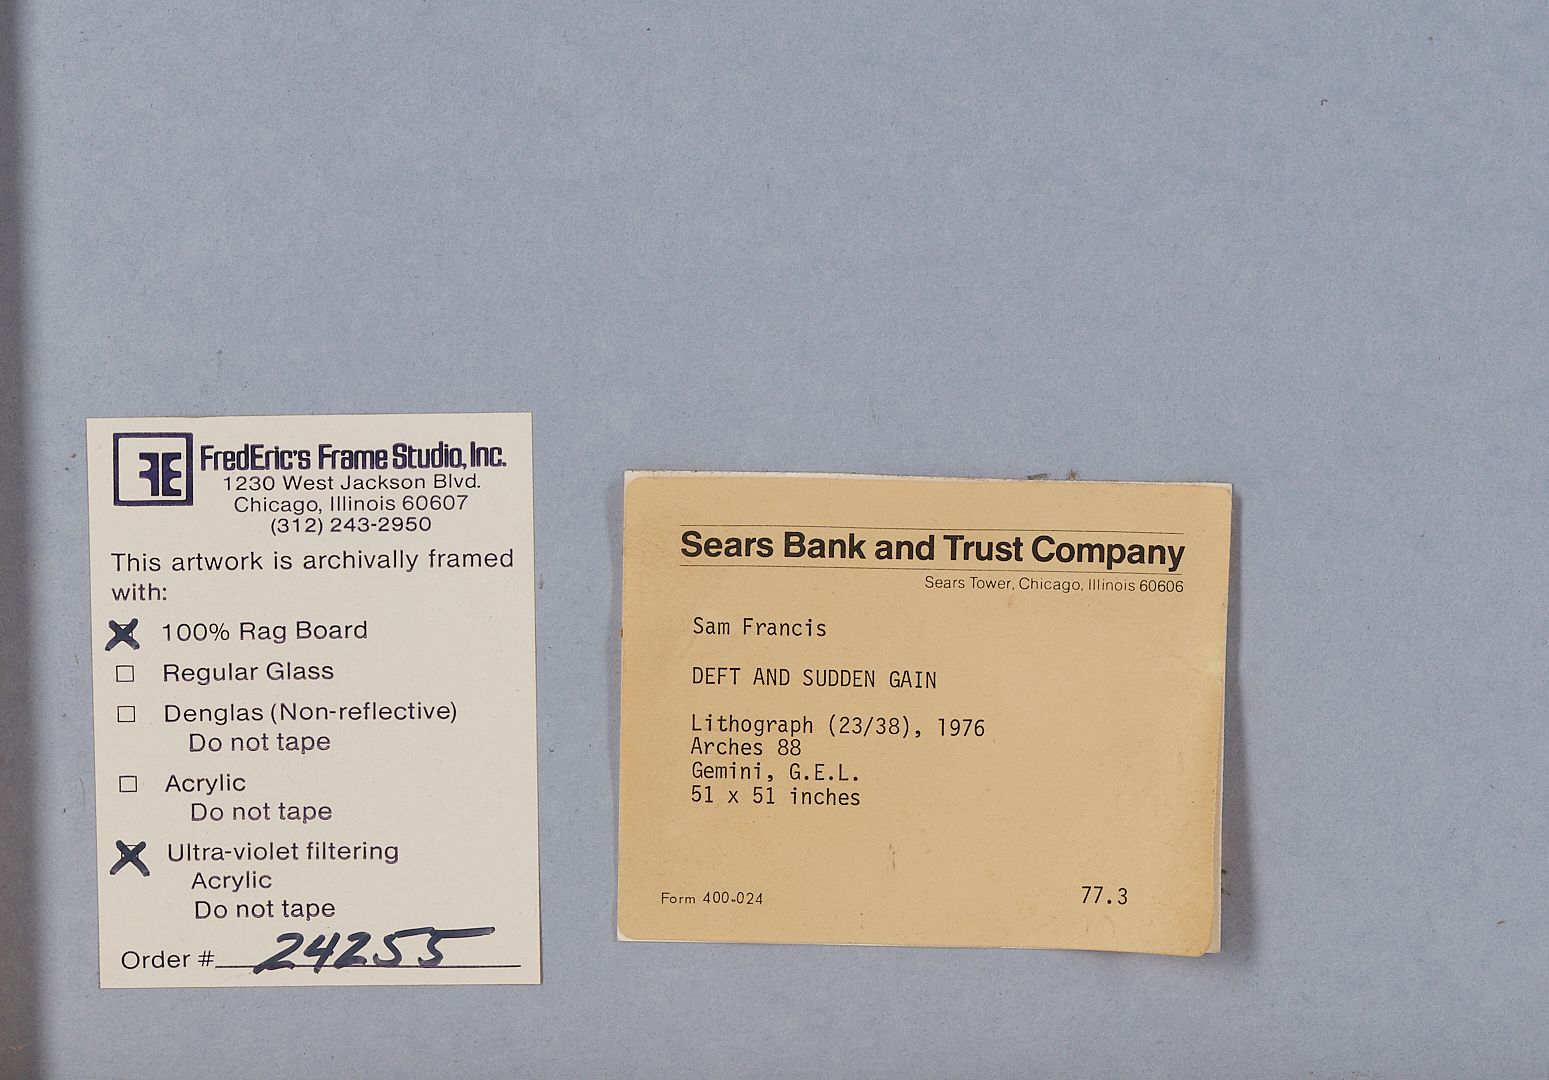 FE
FredEric's Frame Studio, Inc.
1230 West Jackson Blvd.
Chicago, Illinois 60607
(312) 243-2950
This artwork is archivally framed
with:
100% Rag Board
Regular Glass
Denglas (Non-reflective)
Do not tape
Acrylic
Do not tape
Ultra-violet filtering
Acrylic
Do not tape
Order # 24255
Sears Bank and Trust Company
Sears Tower, Chicago, Illinois 60606
Sam Francis
DEFT AND SUDDEN GAIN
Lithograph (23/38), 1976
Arches 88
Gemini, G.E.L.
51 x 51 inches
Form 400-024
77.3